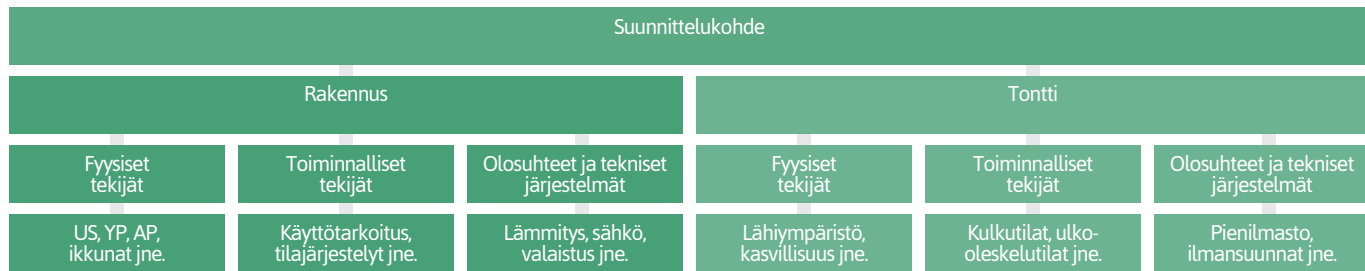 Suunnittelukohde
Rakennus
Tontti
Fyysiset
tekijät
Toiminnalliset
tekijät
Olosuhteet ja tekniset
järjestelmät
Fyysiset
tekijät
Toiminnalliset
tekijät
Olosuhteet ja tekniset
järjestelmät
US, YP, AP,
ikkunat jne.
Käyttötarkoitus,
tilajärjestelyt jne.
Lämmitys, sähkö,
valaistus jne.
Lähiympäristö,
kasvillisuus jne.
Kulkutilat, ulko-
oleskelutilat jne.
Pienilmasto,
ilmansuunnat jne.